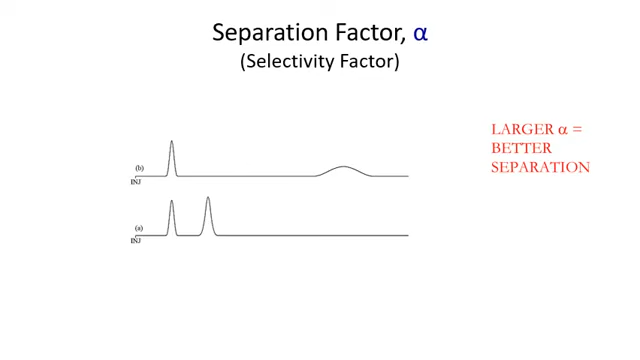 Separation Factor, α
(Selectivity Factor)
LARGER α =
BETTER
SEPARATION
(b)
INJ
(a)
INJ